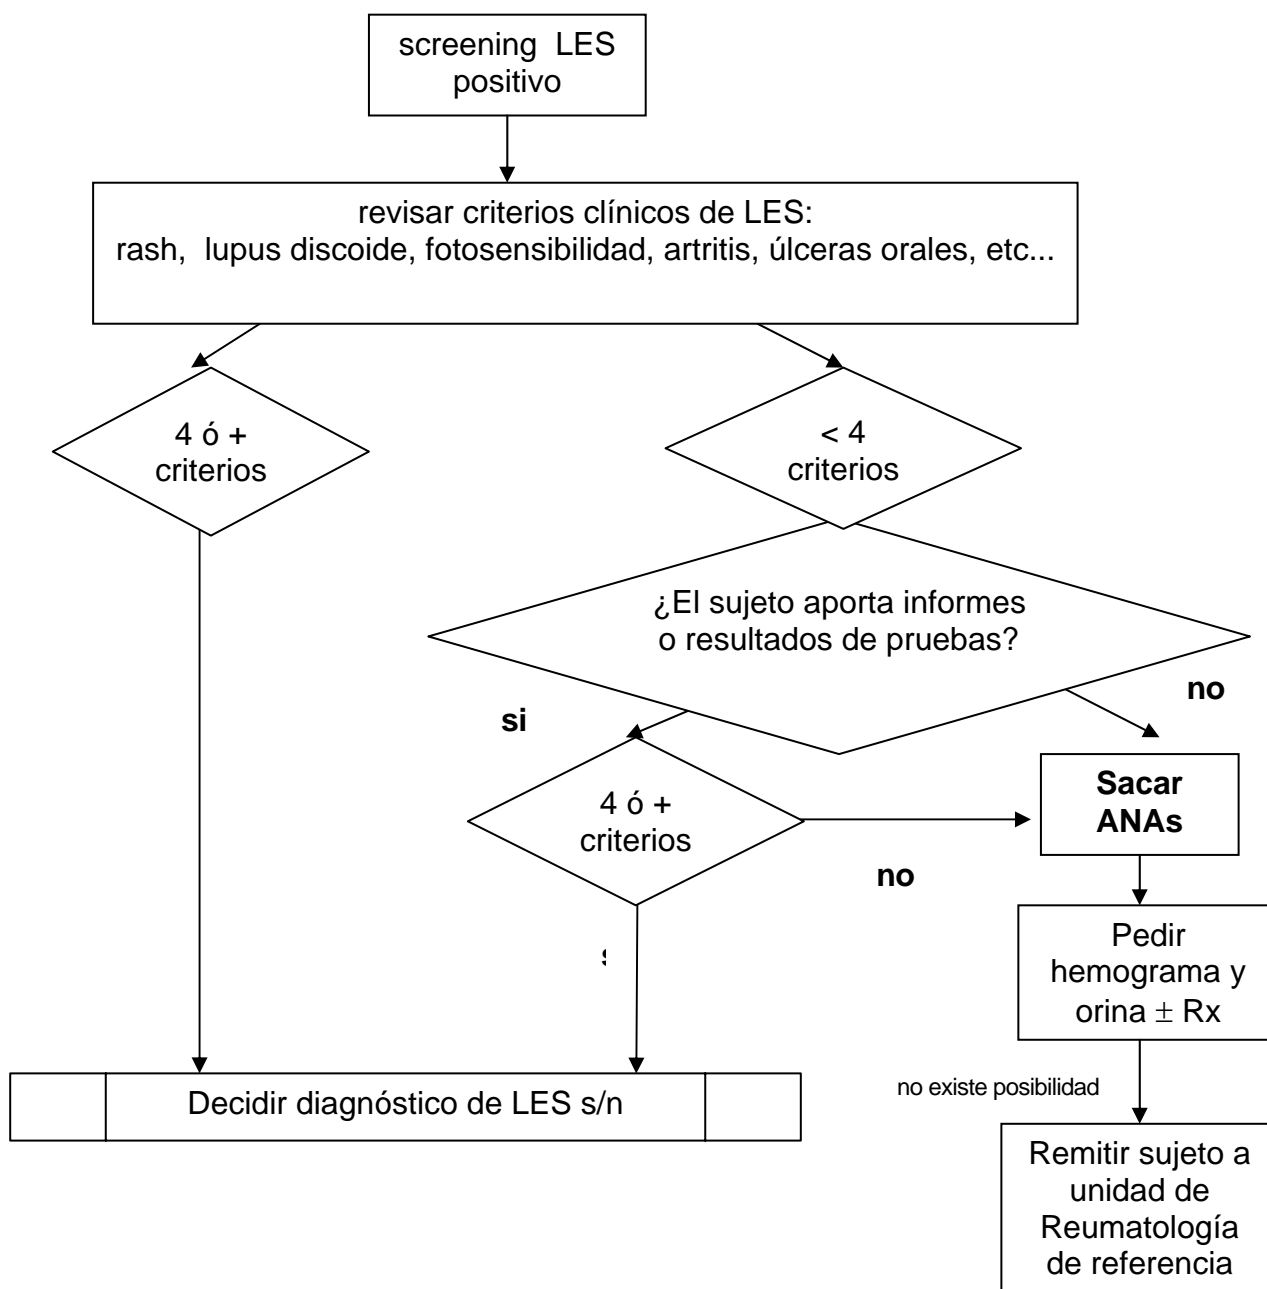 screening LES
positivo
revisar criterios clínicos de LES:
rash, lupus discoide, fotosensibilidad, artritis, úlceras orales, etc...
4 ó +
criterios
< 4
criterios
¿El sujeto aporta informes
o resultados de pruebas?
si
no
4 ó +
criterios
Sacar
ANAs
no
Pedir
hemograma y
orina ± Rx
Decidir diagnóstico de LES s/n
no existe posibilidad
Remitir sujeto a
unidad de
Reumatología
de referencia